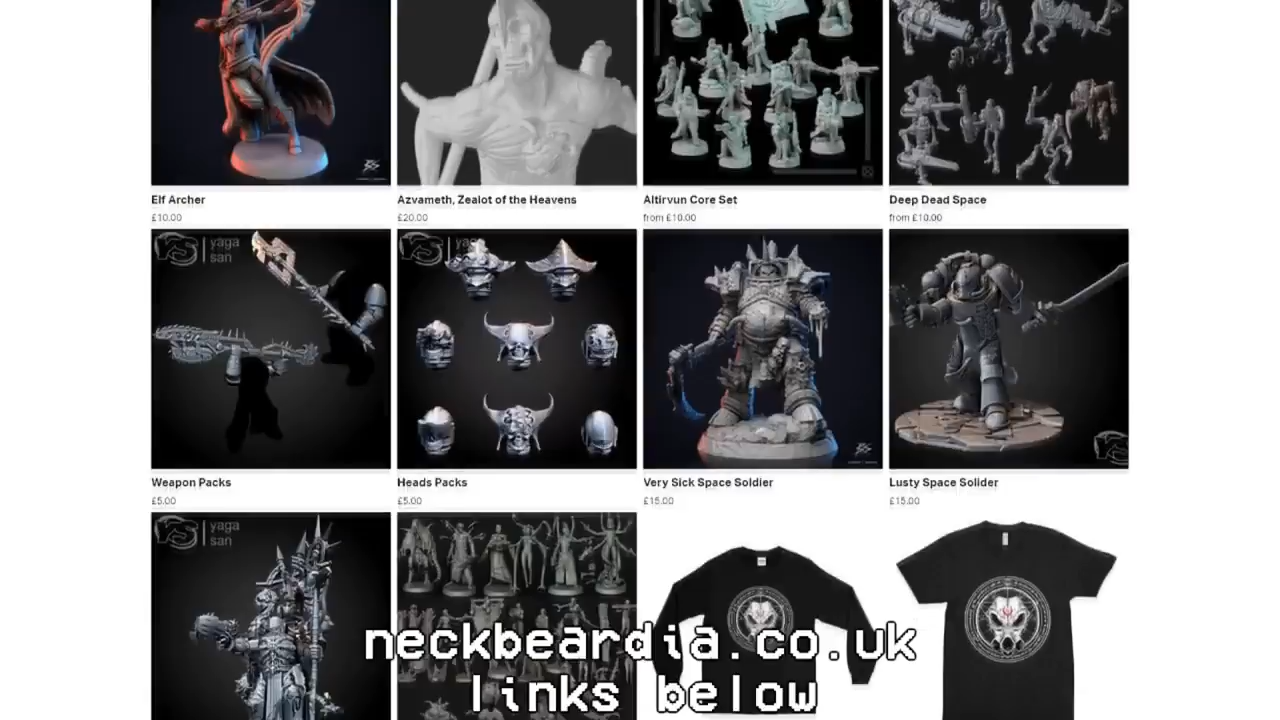 Elf Archer
£10.00
Azvameth, Zealot of the Heavens
£20.00
Altirvun Core Set
from £10.00
Deep Dead Space
from £10.00
yaga
san
Weapon Packs
£5.00
Heads Packs
£5.00
Very Sick Space Soldier
£15.00
Lusty Space Solider
£15.00
yaga
san
neckbeardia.co.uk
links below